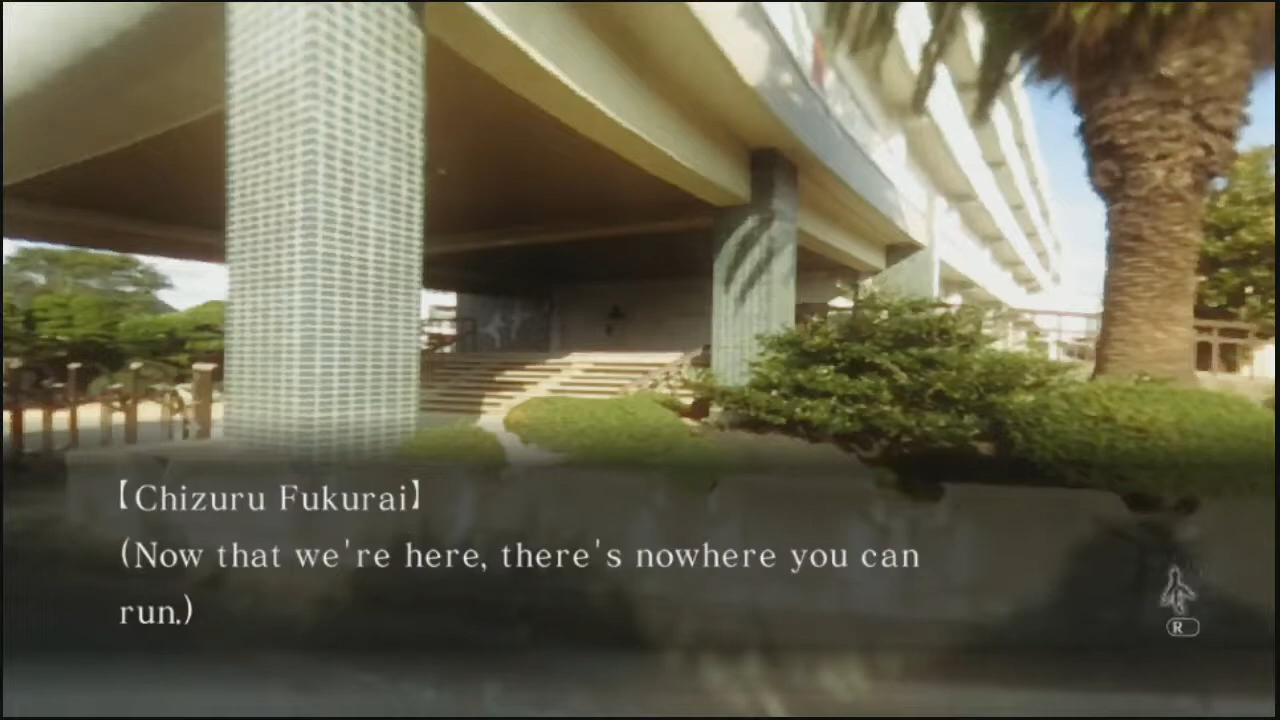 【Chizuru Fukurai】
(Now that we're here, there's nowhere you can
run.)
R